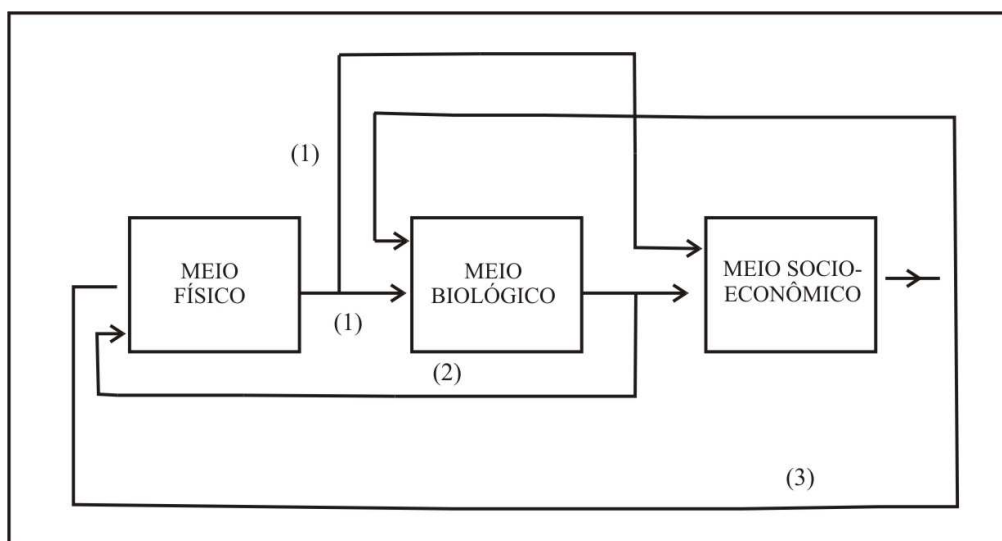 (1)
MEIO
FÍSICO
MEIO
BIOLÓGICO
MEIO SOCIO-
ECONÔMICO
(1)
(2)
(3)